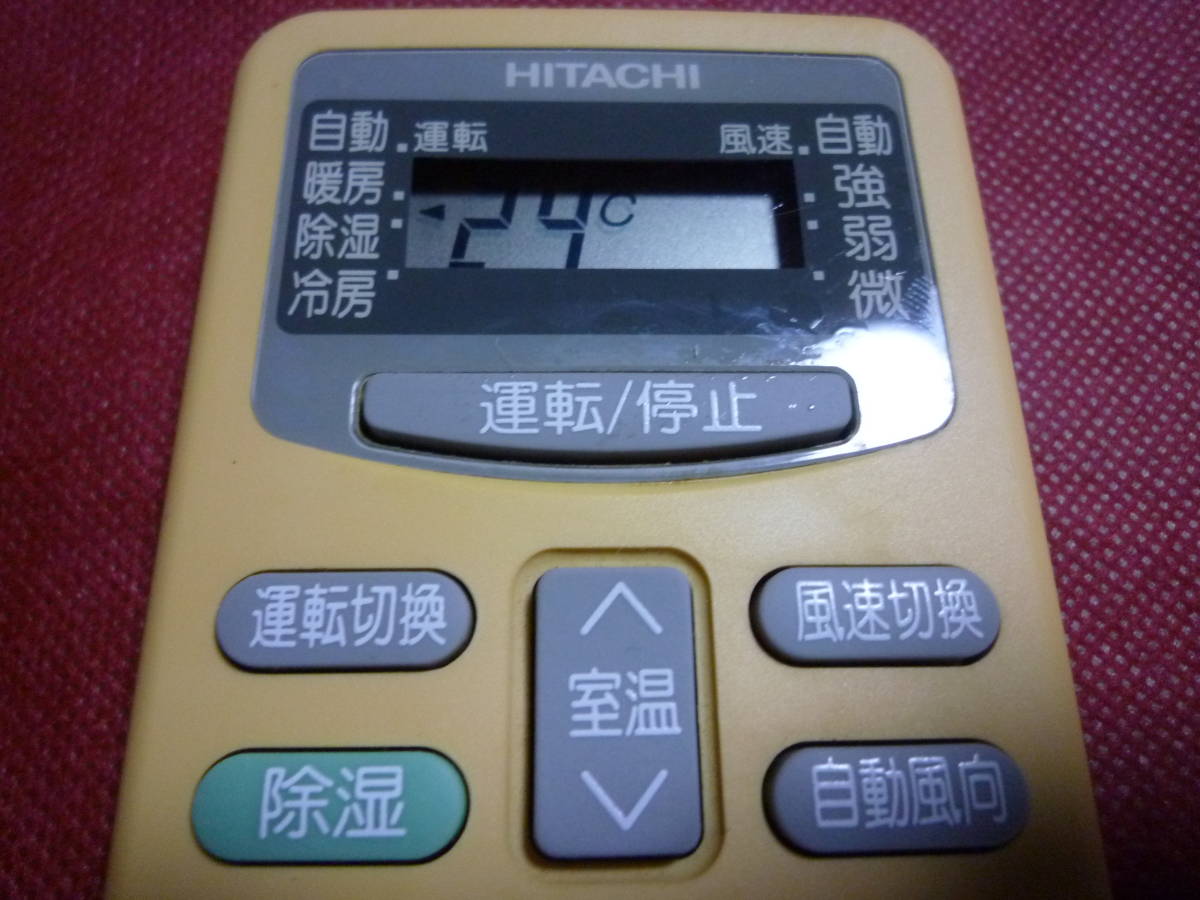 HITACHI
自動 運転 風速 自動
暖房 強
除湿 24°C 弱
冷房 微
運転/停止
運転切換
室温
風速切換
除湿
自動風向